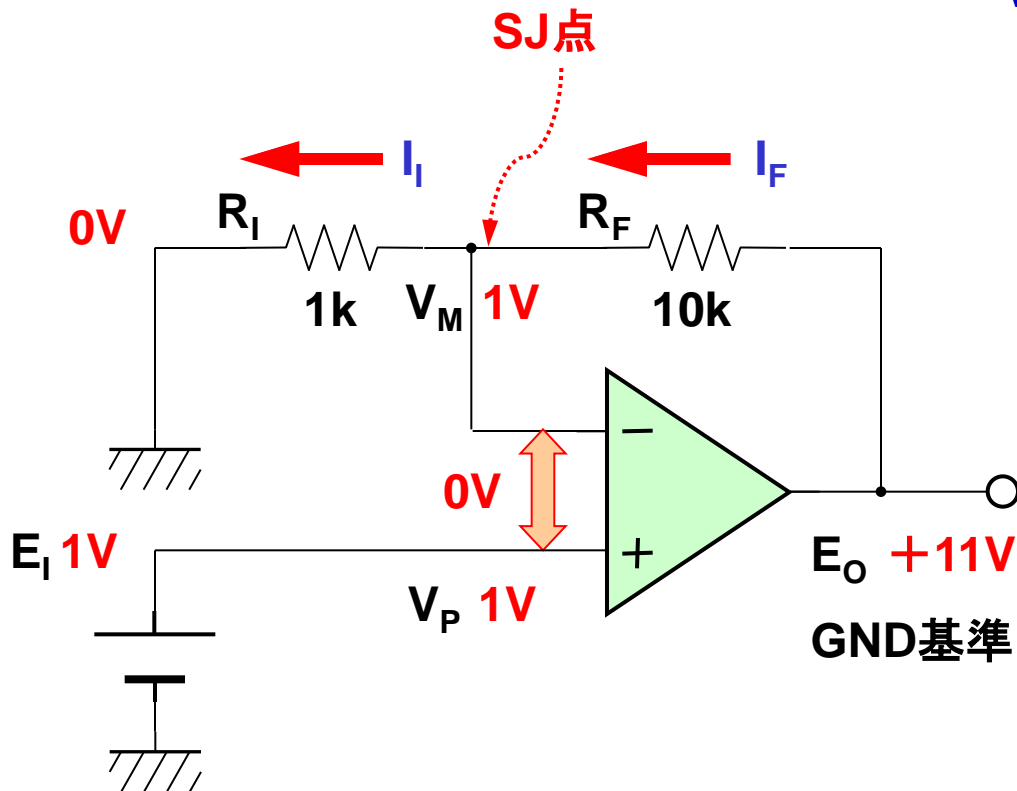 SJ点
I_I
I_F
0V
R_I
R_F
1k
V_M 1V
10k
−
0V
E_I 1V
+
E_O +11V
V_P 1V
GND基準